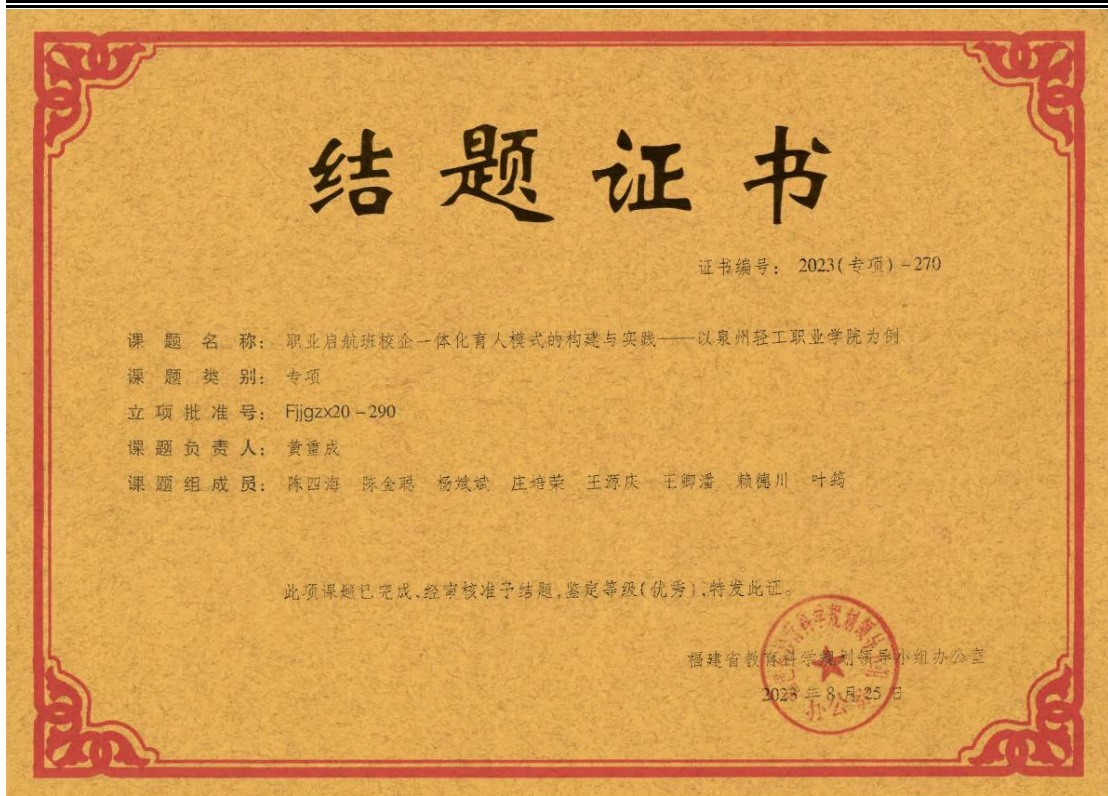 结题证书
证书编号: 2023(专项)-270
课题名称: 职业启航班校企一体化育人模式的构建与实践——以泉州轻工职业学院为例
课题类别: 专项
立项批准号: Fjjgzx20-290
课题负责人: 黄重成
课题组成员: 陈四海 陈金聪 杨斌斌 庄培荣 王源庆 王卿潘 赖德川 叶筠
此项课题已完成,经审核准予结题,鉴定等级(优秀),特发此证。
福建省教育科学规划领导小组办公室
2023年8月25日
办公室